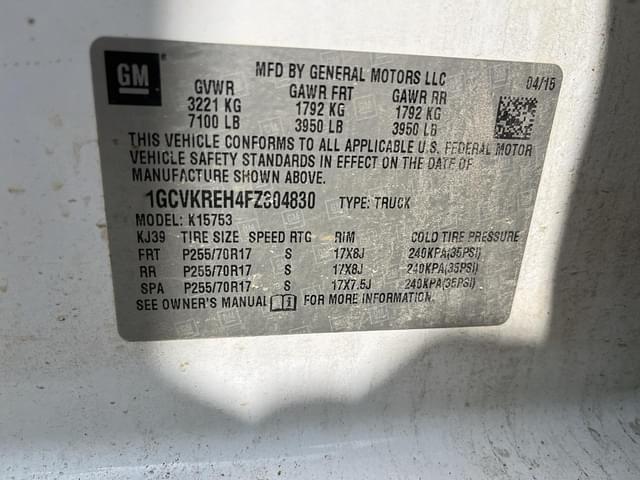 GM
MFD BY GENERAL MOTORS LLC
04/15
GVWR GAWR FRT GAWR RR
3221 KG 1792 KG 1792 KG
7100 LB 3950 LB 3950 LB
THIS VEHICLE CONFORMS TO ALL APPLICABLE U.S. FEDERAL MOTOR
VEHICLE SAFETY STANDARDS IN EFFECT ON THE DATE OF
MANUFACTURE SHOWN ABOVE.
1GCVKREH4FZ304830 TYPE: TRUCK
MODEL: K15753
KJ39 TIRE SIZE SPEED RTG RIM COLD TIRE PRESSURE
FRT P255/70R17 S 17X8J 240KPA(35PSI)
RR P255/70R17 S 17X8J 240KPA(35PSI)
SPA P255/70R17 S 17X7.5J 240KPA(35PSI)
SEE OWNER'S MANUAL FOR MORE INFORMATION.